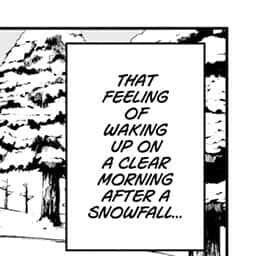 THAT
FEELING
OF
WAKING
UP ON
A CLEAR
MORNING
AFTER A
SNOWFALL...